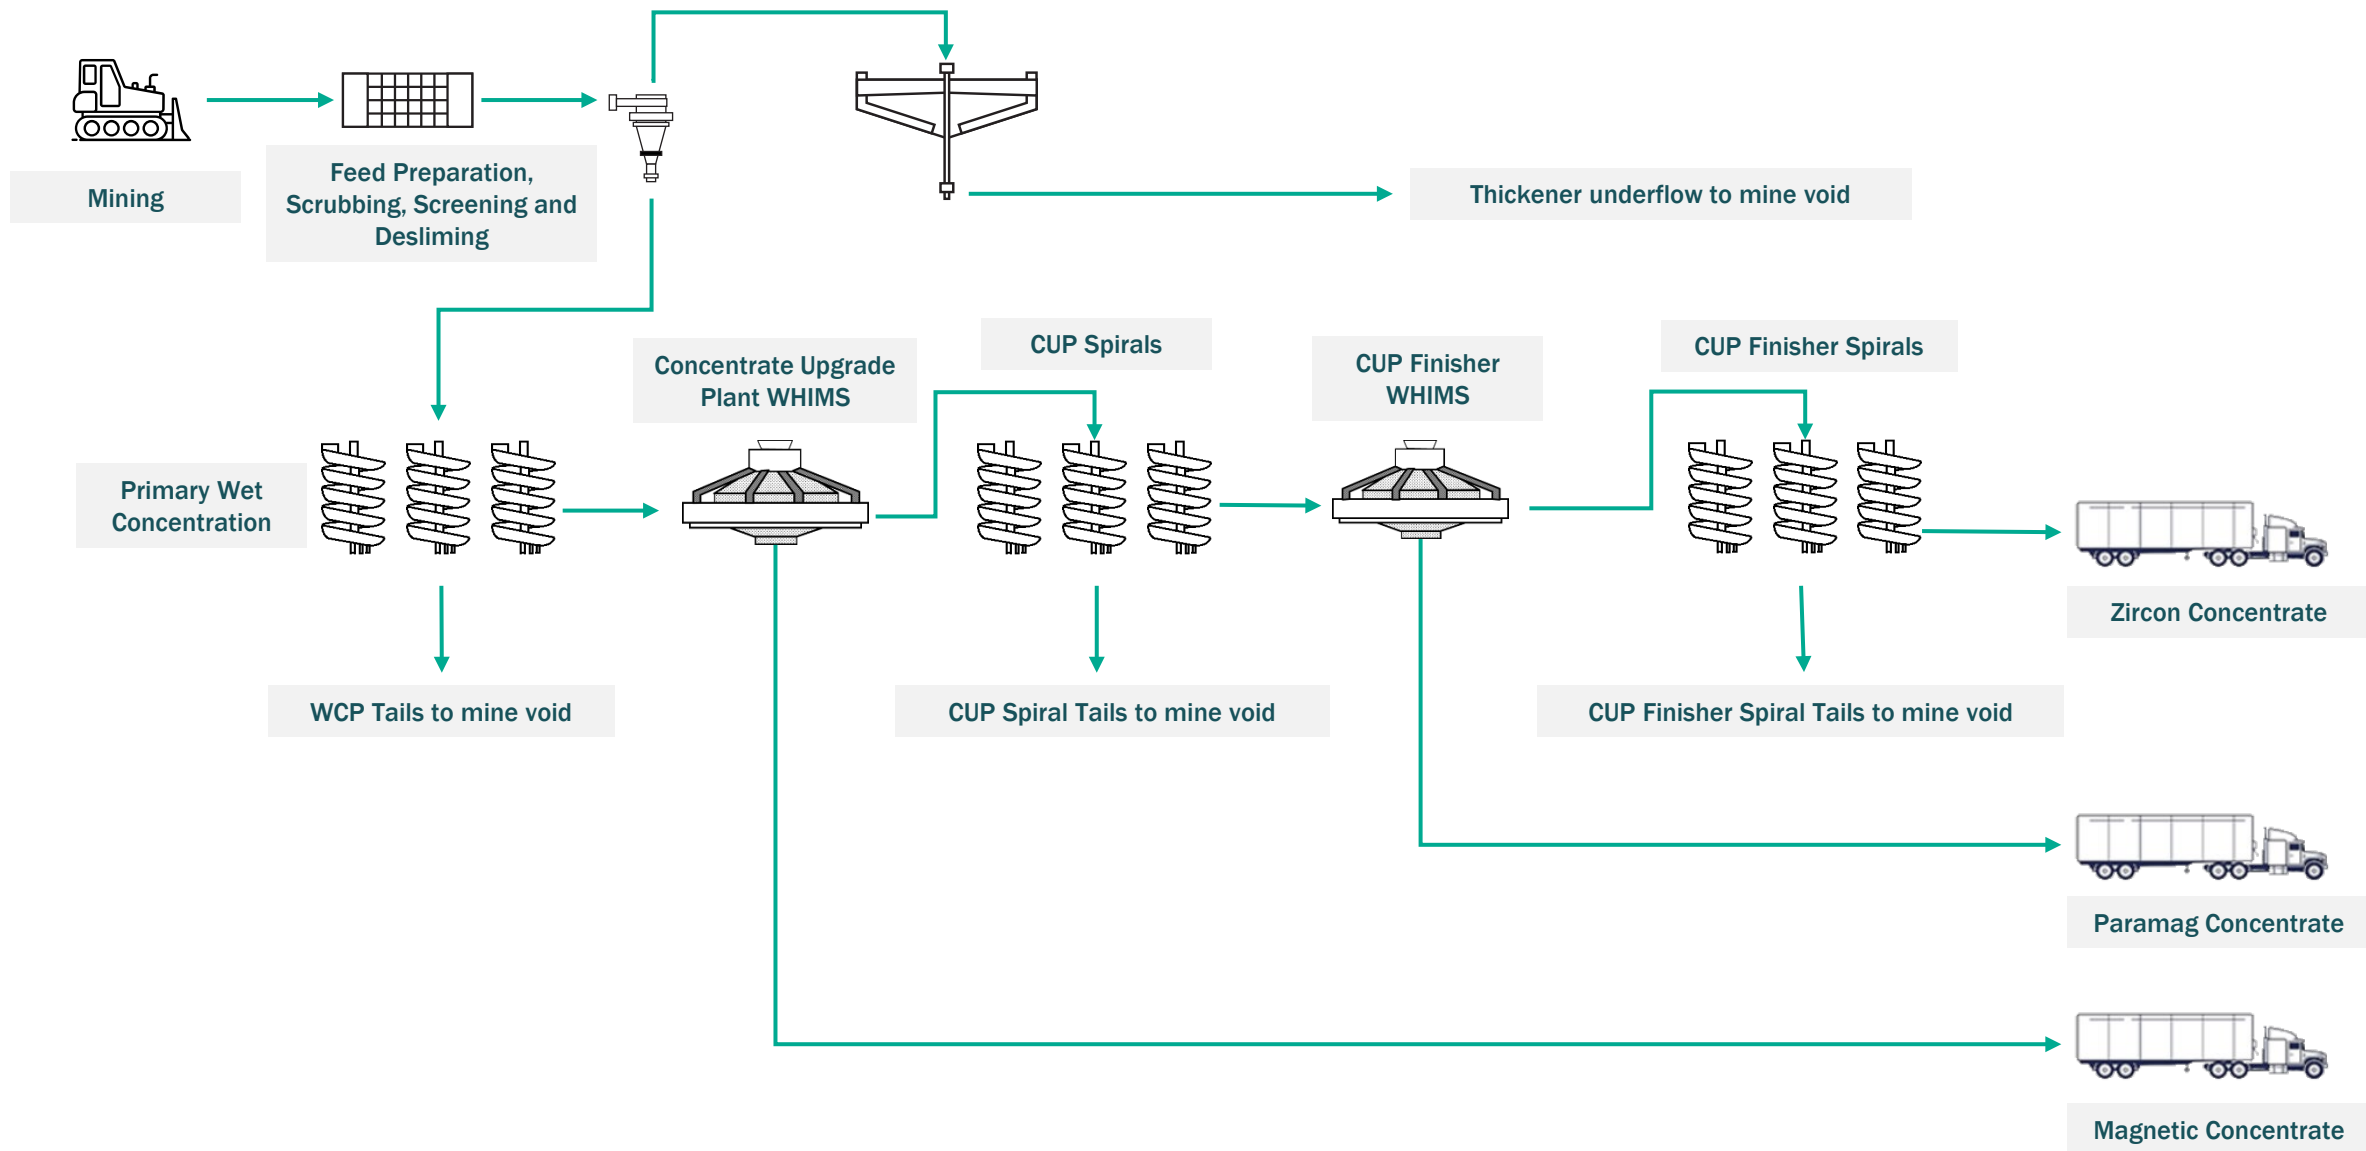 Mining
Feed Preparation,
Scrubbing, Screening and
Desliming
Thickener underflow to mine void
Primary Wet
Concentration
Concentrate Upgrade
Plant WHIMS
CUP Spirals
CUP Finisher
WHIMS
CUP Finisher Spirals
Zircon Concentrate
WCP Tails to mine void
CUP Spiral Tails to mine void
CUP Finisher Spiral Tails to mine void
Paramag Concentrate
Magnetic Concentrate